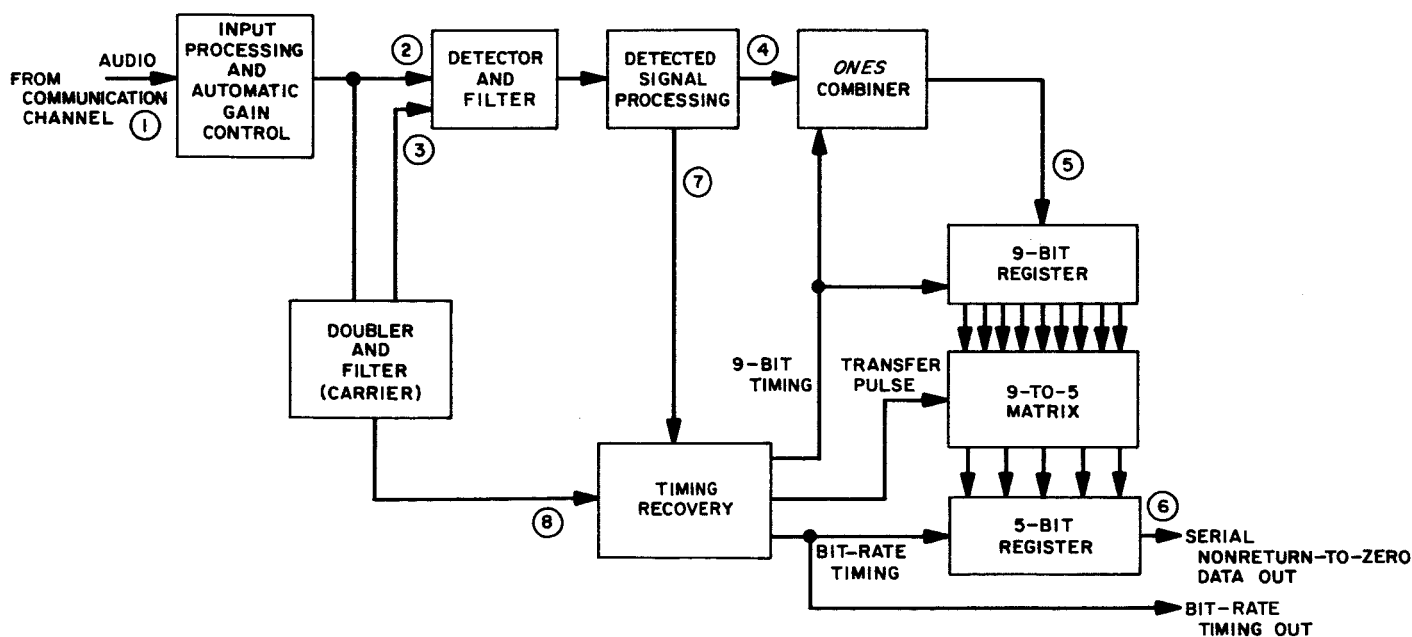 INPUT
PROCESSING
AND
AUTOMATIC
GAIN
CONTROL
AUDIO
FROM
COMMUNICATION
CHANNEL
1
2
3
DETECTOR
AND
FILTER
DETECTED
SIGNAL
PROCESSING
4
ONES
COMBINER
5
7
9-BIT
REGISTER
DOUBLER
AND
FILTER
(CARRIER)
9-BIT
TIMING
TRANSFER
PULSE
9-TO-5
MATRIX
8
TIMING
RECOVERY
BIT-RATE
TIMING
5-BIT
REGISTER
6
SERIAL
NONRETURN-TO-ZERO
DATA OUT
BIT-RATE
TIMING OUT